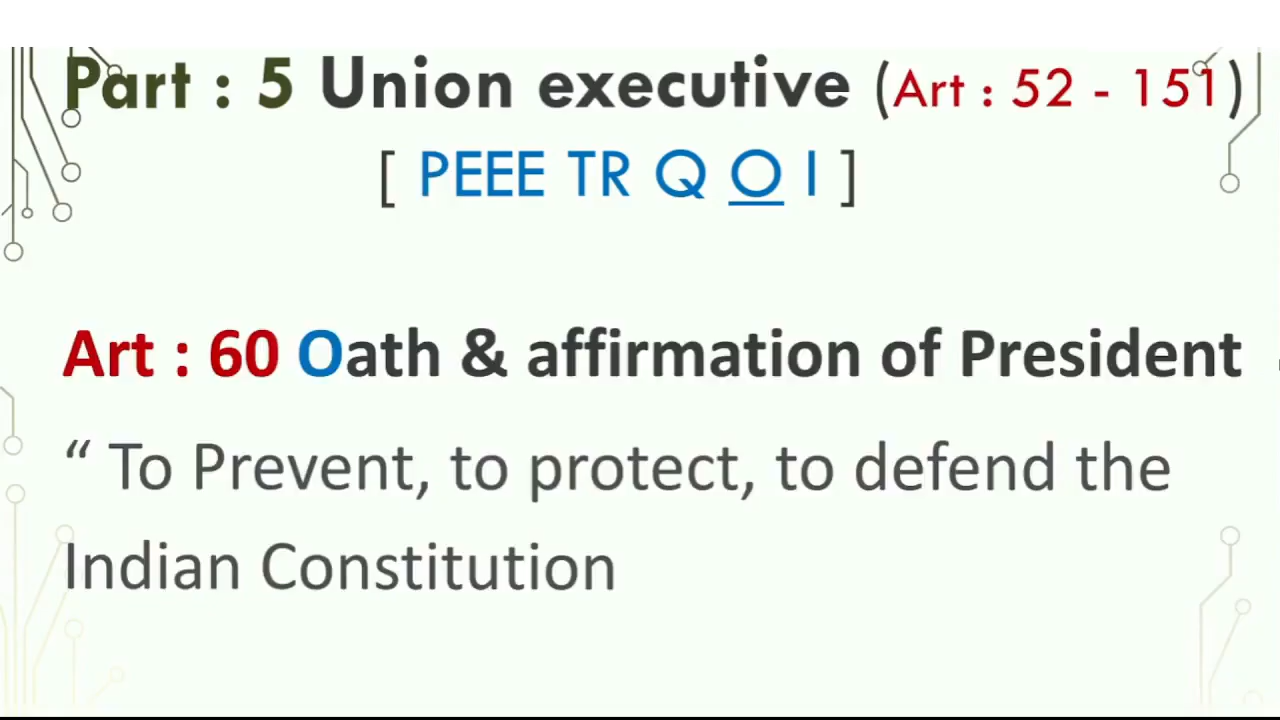 Part : 5 Union executive (Art : 52 - 151)
[ PEEE TR Q O I ]
Art : 60 Oath & affirmation of President
“ To Prevent, to protect, to defend the
Indian Constitution